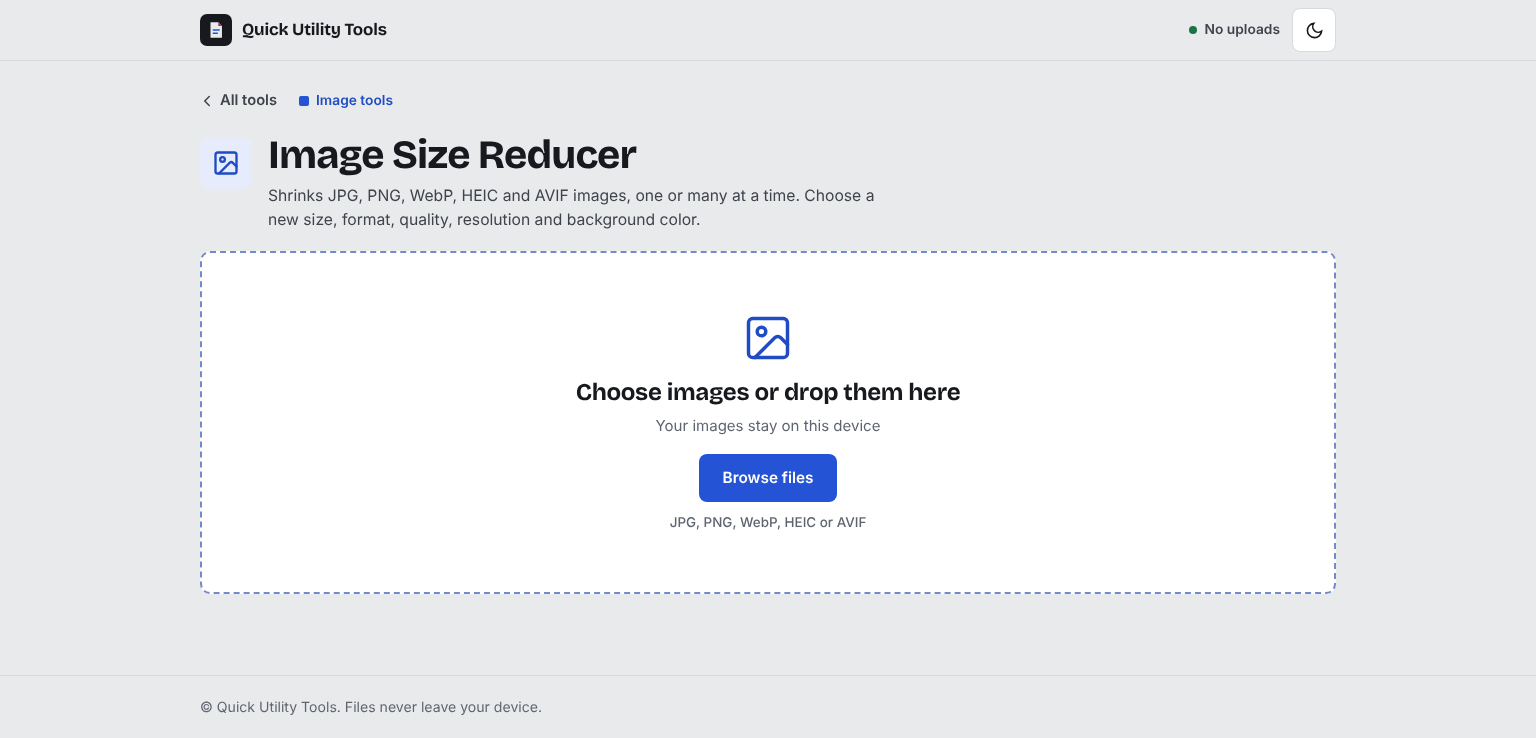 Quick Utility Tools
No uploads
All tools
Image tools
Image Size Reducer
Shrinks JPG, PNG, WebP, HEIC and AVIF images, one or many at a time. Choose a
new size, format, quality, resolution and background color.
Choose images or drop them here
Your images stay on this device
Browse files
JPG, PNG, WebP, HEIC or AVIF
© Quick Utility Tools. Files never leave your device.